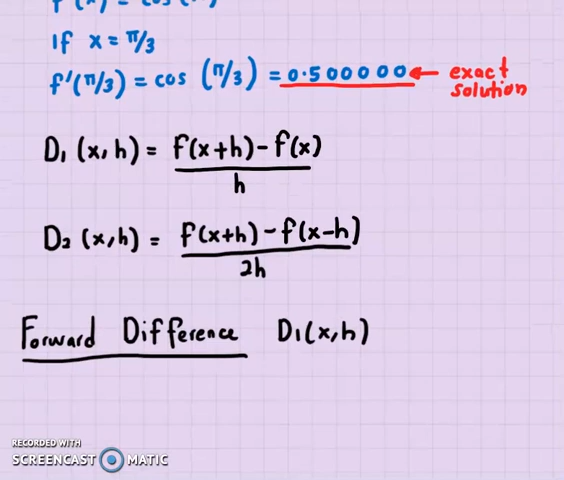 If x = π/3
f'(π/3) = cos (π/3) = 0.500000 ← exact solution
D₁ (x,h) = f(x+h) - f(x)
h
D₂ (x,h) = f(x+h) - f(x-h)
2h
Forward Difference D₁(x,h)
RECORDED WITH
SCREENCAST MATIC